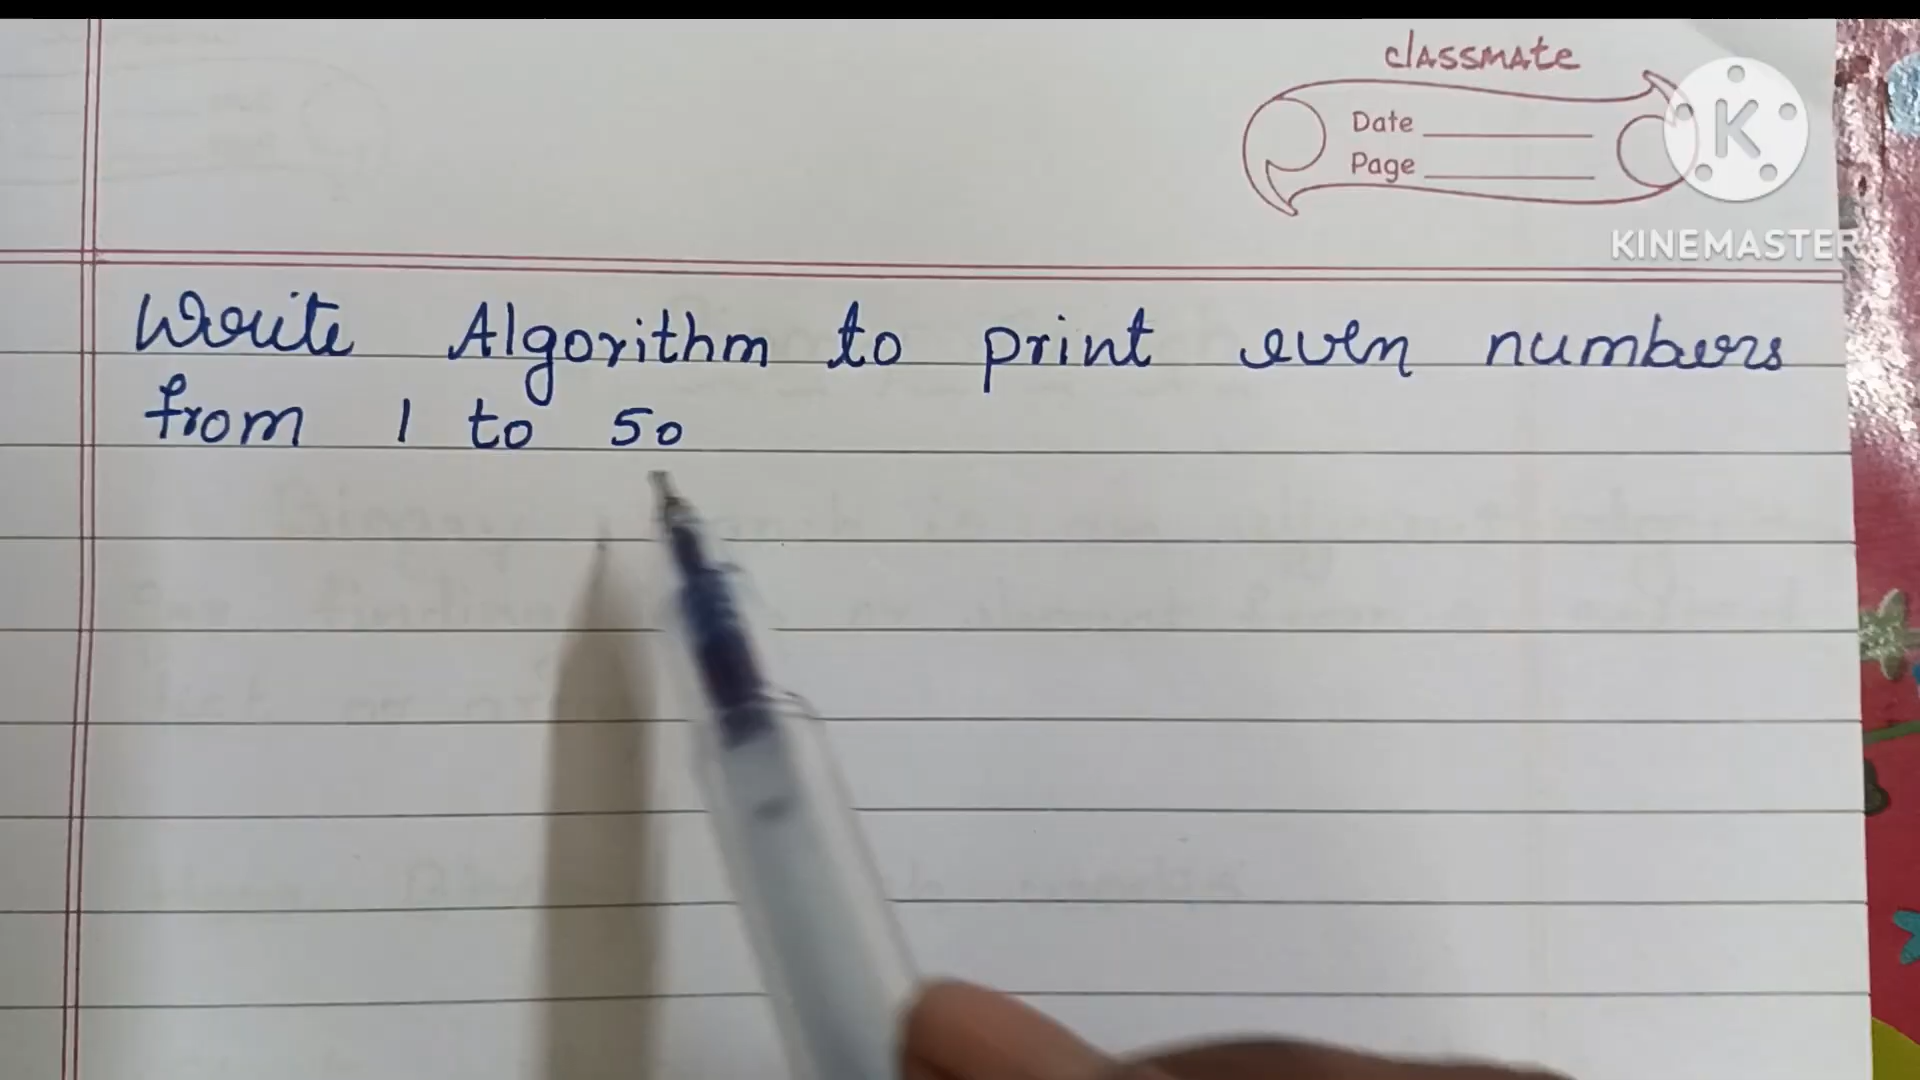 classmate
Date
Page
KINEMASTER
Write Algorithm to print even numbers
from 1 to 50